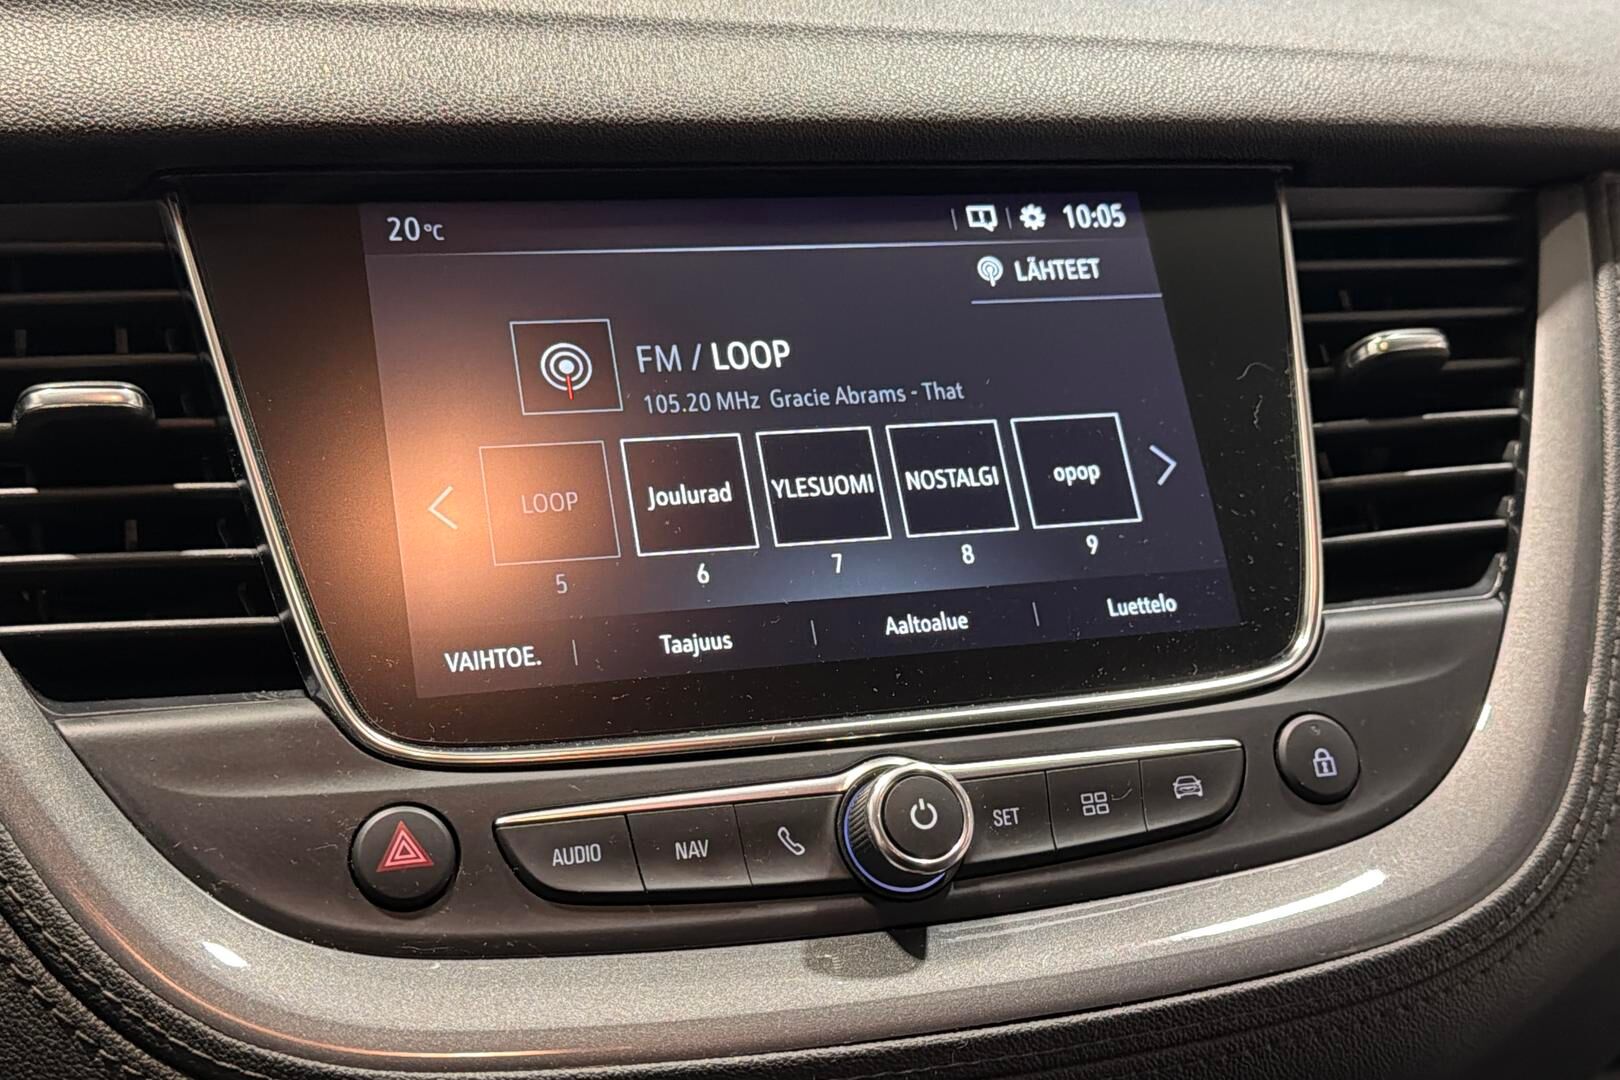 20°C 10:05
LÄHTEET
FM / LOOP
105.20 MHz Gracie Abrams - That
LOOP Joulurad YLESUOMI NOSTALGI opop
5 6 7 8 9
VAIHTOE. Taajuus Aaltoalue Luettelo
AUDIO NAV SET